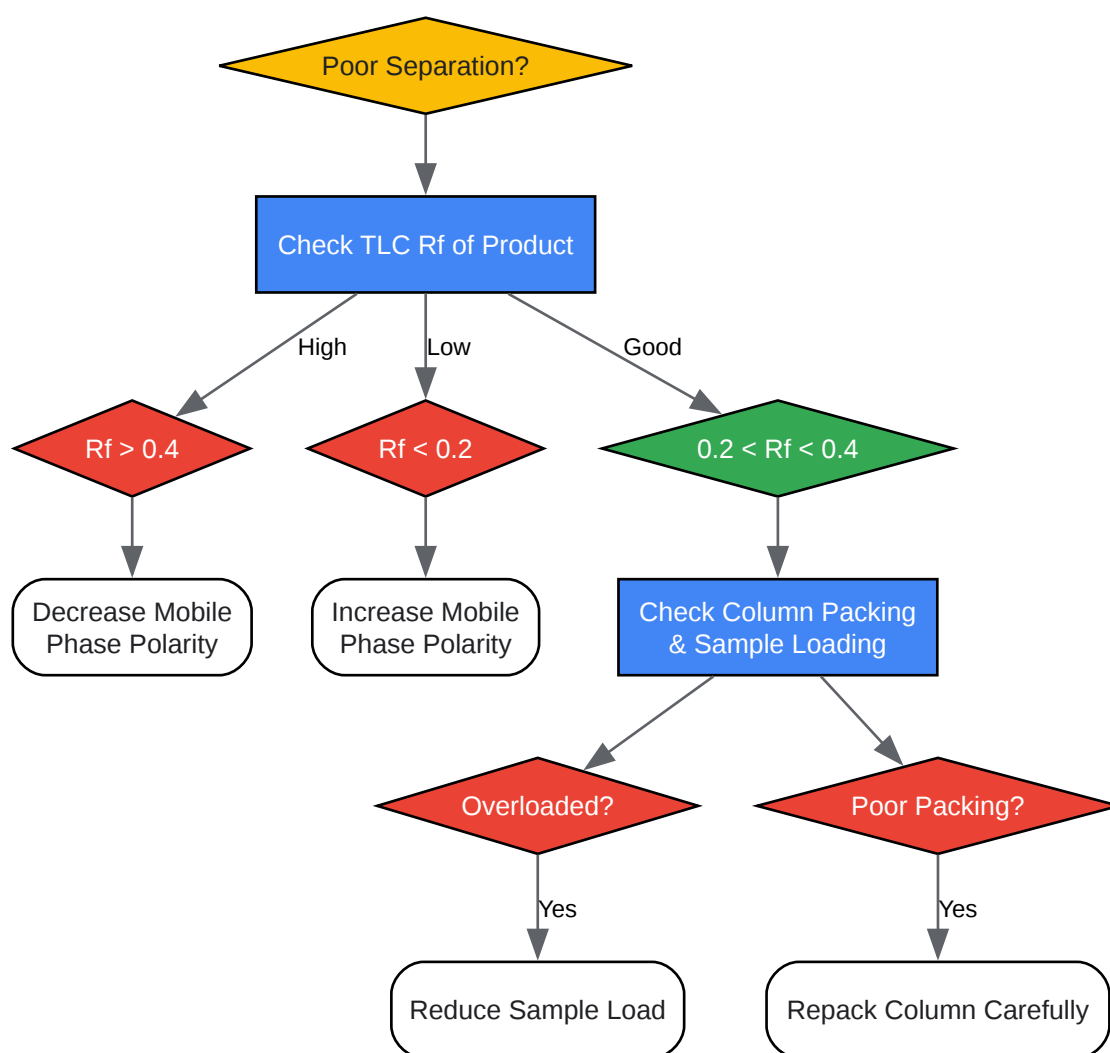 Poor Separation?
Check TLC Rf of Product
High
Low
Good
Rf > 0.4
Rf < 0.2
0.2 < Rf < 0.4
Decrease Mobile
Phase Polarity
Increase Mobile
Phase Polarity
Check Column Packing
& Sample Loading
Overloaded?
Poor Packing?
Yes
Yes
Reduce Sample Load
Repack Column Carefully